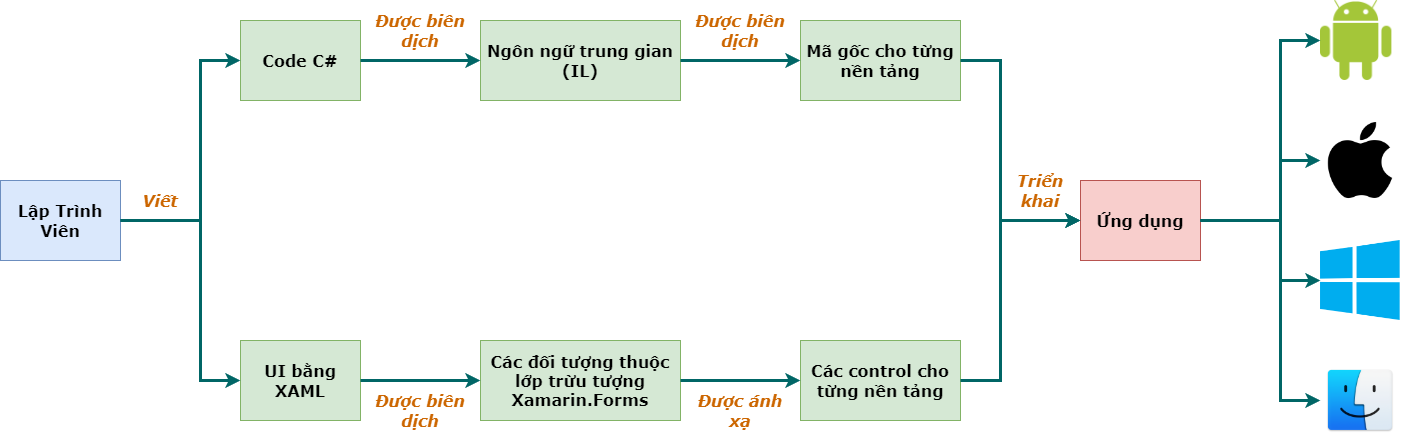 Lập Trình
Viên
Viết
Code C#
Được biên
dịch
Ngôn ngữ trung gian
(IL)
Được biên
dịch
Mã gốc cho từng
nền tảng
UI bằng
XAML
Được biên
dịch
Các đối tượng thuộc
lớp trừu tượng
Xamarin.Forms
Được ánh
xạ
Các control cho
từng nền tảng
Triển
khai
Ứng dụng